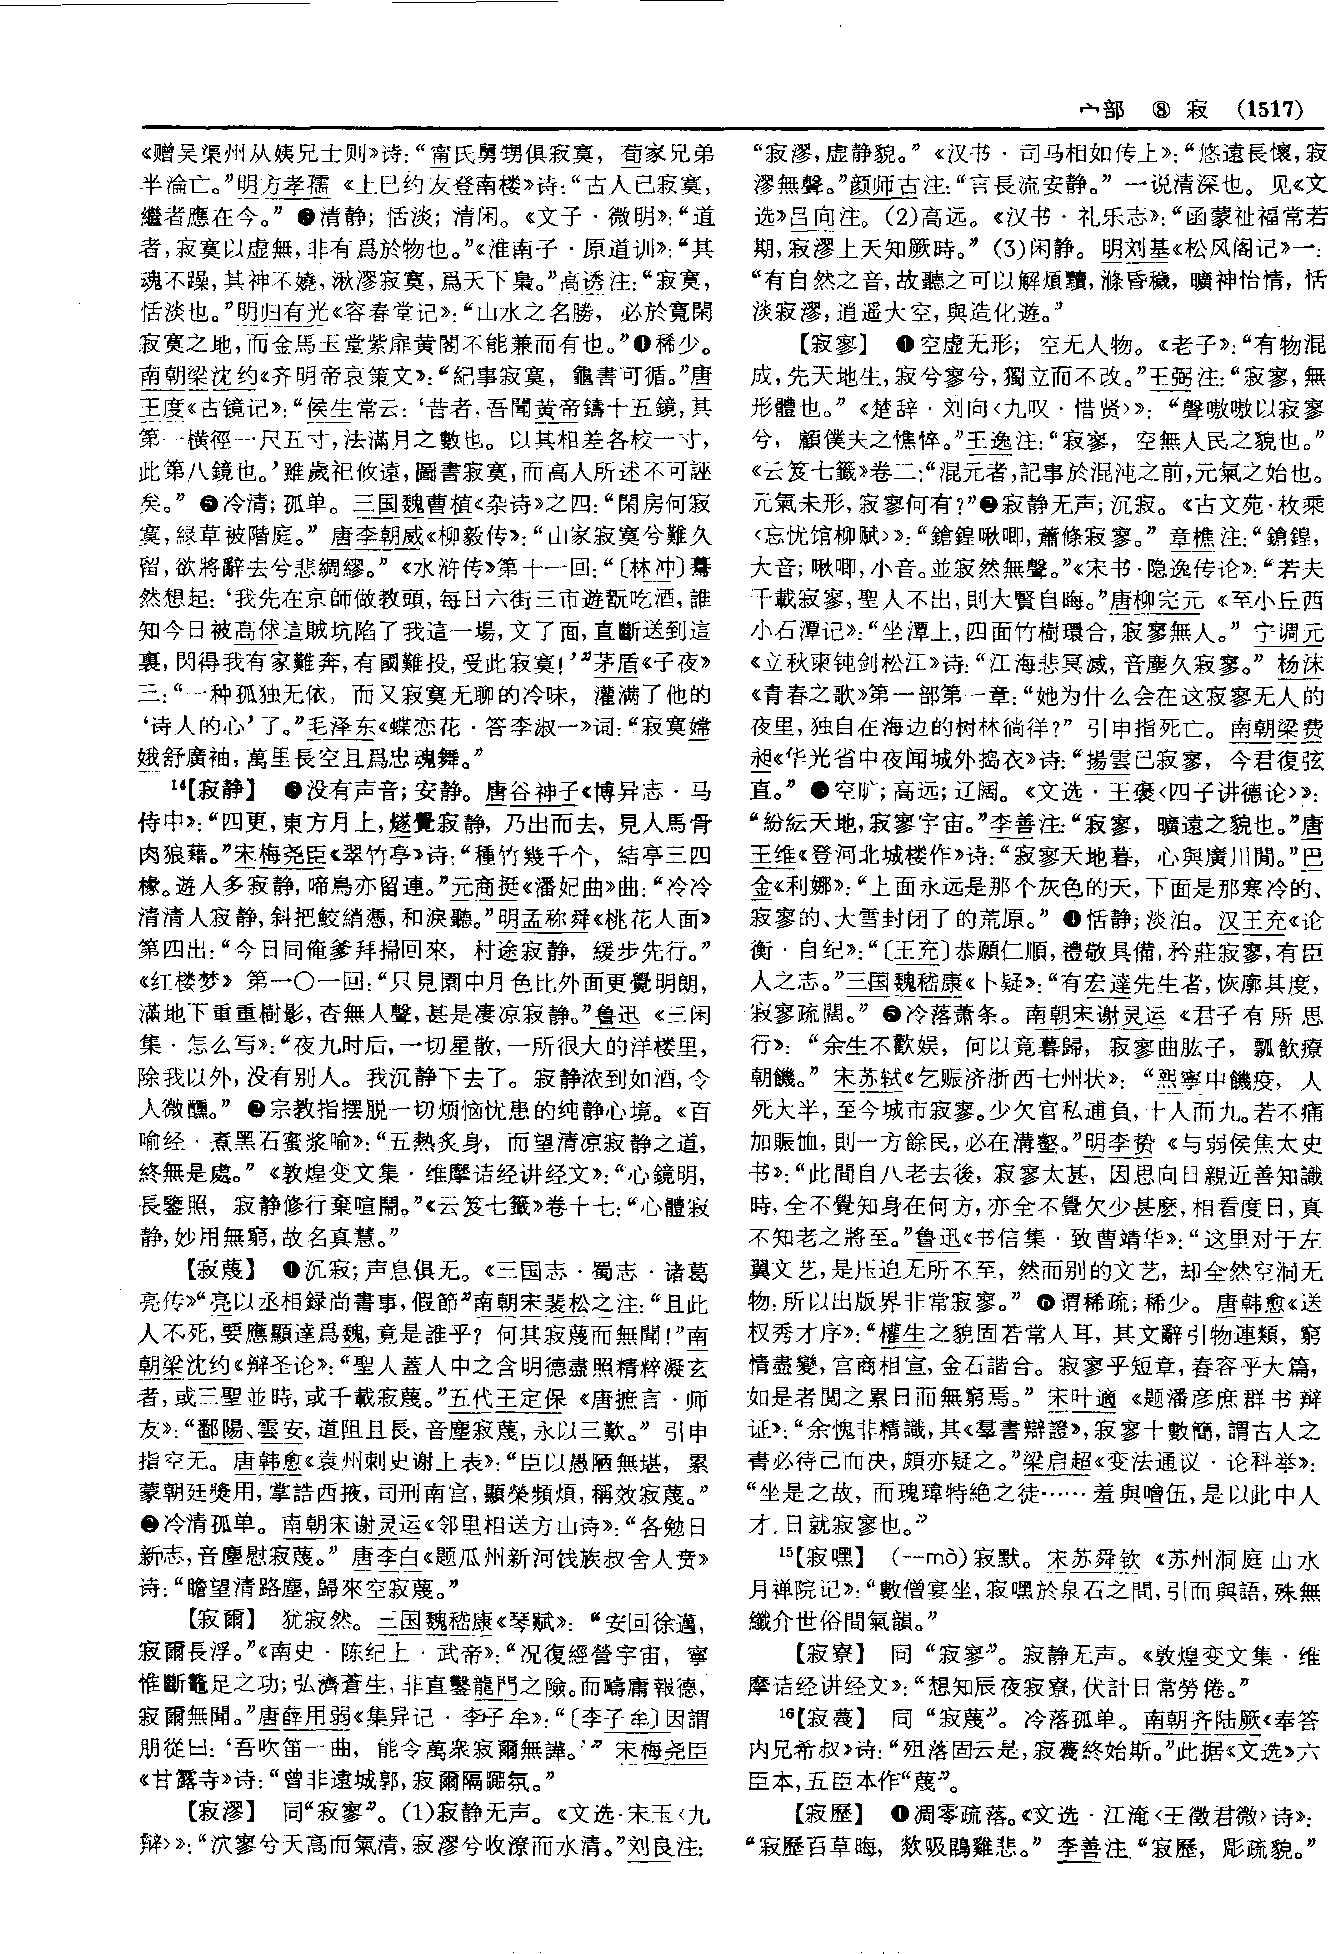 宀部 ⑧ 寂 (1517)
《赠吴渠州从姨兄士则》诗：“甯氏舅甥俱寂寞，荀家兄弟
半淪亡。”明方孝孺《上巳约友登南楼》诗：“古人已寂寞，
繼者應在今。” ❸清静；恬淡；清闲。《文子·微明》：“道
者，寂寞以虚無，非有爲於物也。”《淮南子·原道训》：“其
魂不躁，其神不嬈，湫漻寂寞，爲天下梟。”高诱注：“寂寞，
恬淡也。”明归有光《容春堂记》：“山水之名勝，必於寬閑
寂寞之地，而金馬玉堂紫扉黄閣不能兼而有也。”❹稀少。
南朝梁沈约《齐明帝哀策文》：“紀事寂寞，龜書可循。”唐
王度《古镜记》：“侯生常云：‘昔者，吾聞黄帝鑄十五鏡，其
第一横徑一尺五寸，法滿月之數也。以其相差各校一寸，
此第八鏡也。’雖歲祀攸遠，圖書寂寞，而高人所述不可誣
矣。” ❺冷清；孤单。三国魏曹植《杂诗》之四：“閑房何寂
寞，緑草被階庭。” 唐李朝威《柳毅传》：“山家寂寞兮難久
留，欲將辭去兮悲綢繆。” 《水浒传》第十一回：“〔林冲〕驀
然想起：‘我先在京師做教頭，每日六街三市遊翫吃酒，誰
知今日被高俅這賊坑陷了我這一場，文了面，直斷送到這
裏，閃得我有家難奔，有國難投，受此寂寞！’”茅盾《子夜》
三：“一种孤独无依，而又寂寞无聊的冷味，灌满了他的
‘诗人的心’了。”毛泽东《蝶恋花·答李淑一》词：“寂寞嫦
娥舒廣袖，萬里長空且爲忠魂舞。”
¹⁴【寂静】 ❶没有声音；安静。唐谷神子《博异志·马
侍中》：“四更，東方月上，㸂覺寂静，乃出而去，見人馬骨
肉狼藉。”宋梅尧臣《翠竹亭》诗：“種竹幾千个，結亭三四
椽。遊人多寂静，啼鳥亦留連。”元商挺《潘妃曲》曲：“冷冷
清清人寂静，斜把鮫綃凭，和淚聽。”明孟称舜《桃花人面》
第四出：“今日同俺爹拜掃回來，村途寂静，緩步先行。”
《红楼梦》 第一〇一回：“只見園中月色比外面更覺明朗，
滿地下重重樹影，杳無人聲，甚是凄凉寂静。”鲁迅《三闲
集·怎么写》：“夜九时后，一切星散，一所很大的洋楼里，
除我以外，没有别人。我沉静下去了。寂静浓到如酒，令
人微醺。” ❷宗教指摆脱一切烦恼忧患的纯静心境。《百
喻经·煮黑石蜜浆喻》：“五熱炙身，而望清凉寂静之道，
終無是處。” 《敦煌变文集·维摩诘经讲经文》：“心鏡明，
長鑒照，寂静修行棄喧鬧。”《云笈七籤》卷十七：“心體寂
静，妙用無窮，故名真慧。”
【寂蔑】 ❶沉寂；声息俱无。《三国志·蜀志·诸葛
亮传》“亮以丞相録尚書事，假節”南朝宋裴松之注：“且此
人不死，要應顯達爲魏，竟是誰乎？何其寂蔑而無聞！”南
朝梁沈约《辩圣论》：“聖人蓋人中之含明德盡照精粹凝玄
者，或三聖並時，或千載寂蔑。”五代王定保《唐摭言·师
友》：“鄱陽、雲安，道阻且長，音塵寂蔑，永以三歎。” 引申
指空无。唐韩愈《袁州刺史谢上表》：“臣以愚陋無堪，累
蒙朝廷獎用，掌誥西掖，司刑南宫，顯榮頻煩，稱效寂蔑。”
❷冷清孤单。南朝宋谢灵运《邻里相送方山诗》：“各勉日
新志，音塵慰寂蔑。” 唐李白《题瓜州新河饯族叔舍人贲》
诗：“瞻望清路塵，歸來空寂蔑。”
【寂爾】 犹寂然。三国魏嵇康《琴赋》：“安回徐邁，
寂爾長浮。”《南史·陈纪上·武帝》：“况復經營宇宙，寧
惟斷鼇足之功；弘濟蒼生，非直鑿龍門之險。而疇庸報德，
寂爾無聞。”唐薛用弱《集异记·李子牟》：“〔李子牟〕因謂
朋從曰：‘吾吹笛一曲，能令萬衆寂爾無譁。’” 宋梅尧臣
《甘露寺》诗：“曾非遠城郭，寂爾隔囂氛。”
【寂漻】 同“寂寥”。(1)寂静无声。《文选·宋玉〈九
辩〉》：“泬寥兮天高而氣清，寂漻兮收潦而水清。”刘良注：
“寂漻，虚静貌。” 《汉书·司马相如传上》：“悠遠長懷，寂
漻無聲。”颜师古注：“言長流安静。” 一说清深也。见《文
选》吕向注。(2)高远。《汉书·礼乐志》：“函蒙祉福常若
期，寂漻上天知厥時。” (3)闲静。明刘基《松风阁记》一：
“有自然之音，故聽之可以解煩黷，滌昏穢，曠神怡情，恬
淡寂漻，逍遥太空，與造化遊。”
【寂寥】 ❶空虚无形；空无人物。《老子》：“有物混
成，先天地生，寂兮寥兮，獨立而不改。”王弼注：“寂寥，無
形體也。” 《楚辞·刘向〈九叹·惜贤〉》：“聲嗷嗷以寂寥
兮，顧僕夫之憔悴。”王逸注：“寂寥，空無人民之貌也。”
《云笈七籤》卷二：“混元者，記事於混沌之前，元氣之始也。
元氣未形，寂寥何有？”❷寂静无声；沉寂。《古文苑·枚乘
〈忘忧馆柳赋〉》：“鎗鍠啾唧，蕭條寂寥。” 章樵注：“鎗鍠，
大音；啾唧，小音。並寂然無聲。”《宋书·隐逸传论》：“若夫
千載寂寥，聖人不出，則大賢自晦。”唐柳宗元《至小丘西
小石潭记》：“坐潭上，四面竹樹環合，寂寥無人。” 宁调元
《立秋柬钝剑松江》诗：“江海悲冥滅，音塵久寂寥。” 杨沫
《青春之歌》第一部第一章：“她为什么会在这寂寥无人的
夜里，独自在海边的树林徜徉？” 引申指死亡。南朝梁费
昶《华光省中夜闻城外捣衣》诗：“揚雲已寂寥，今君復弦
直。” ❸空旷；高远；辽阔。《文选·王褒〈四子讲德论〉》：
“紛紜天地，寂寥宇宙。”李善注：“寂寥，曠遠之貌也。”唐
王维《登河北城楼作》诗：“寂寥天地暮，心與廣川閒。”巴
金《利娜》：“上面永远是那个灰色的天，下面是那寒冷的、
寂寥的、大雪封闭了的荒原。” ❹恬静；淡泊。汉王充《论
衡·自纪》：“〔王充〕恭願仁順，禮敬具備，矜莊寂寥，有臣
人之志。”三国魏嵇康《卜疑》：“有宏達先生者，恢廓其度，
寂寥疏闊。” ❺冷落萧条。南朝宋谢灵运《君子有所思
行》：“余生不歡娱，何以竟暮歸，寂寥曲肱子，瓢飲療
朝饑。” 宋苏轼《乞赈济浙西七州状》：“熙寧中饑疫，人
死大半，至今城市寂寥。少欠官私逋負，十人而九。若不痛
加賑恤，則一方餘民，必在溝壑。”明李贽《与弱侯焦太史
书》：“此間自八老去後，寂寥太甚，因思向日親近善知識
時，全不覺知身在何方，亦全不覺欠少甚麽，相看度日，真
不知老之將至。”鲁迅《书信集·致曹靖华》：“这里对于左
翼文艺，是压迫无所不至，然而别的文艺，却全然空洞无
物，所以出版界非常寂寥。” ❻谓稀疏；稀少。唐韩愈《送
权秀才序》：“權生之貌固若常人耳，其文辭引物連類，窮
情盡變，宫商相宣，金石諧合。寂寥乎短章，舂容乎大篇，
如是者閲之累日而無窮焉。” 宋叶適《题潘彦庶群书辩
证》：“余愧非精識，其《羣書辯證》，寂寥十數簡，謂古人之
書必待己而决，頗亦疑之。”梁启超《变法通议·论科举》：
“坐是之故，而瑰瑋特絶之徒……羞與噲伍，是以此中人
才，日就寂寥也。”
¹⁵【寂嘿】 (—mò)寂默。宋苏舜钦《苏州洞庭山水
月禅院记》：“數僧宴坐，寂嘿於泉石之間，引而與語，殊無
纖介世俗間氣韻。”
【寂寮】 同“寂寥”。寂静无声。《敦煌变文集·维
摩诘经讲经文》：“想知辰夜寂寮，伏計日常勞倦。”
¹⁶【寂薎】 同“寂蔑”。冷落孤单。南朝齐陆厥《奉答
内兄希叔》诗：“殂落固云是，寂薎終始斯。”此据《文选》六
臣本，五臣本作“蔑”。
【寂歷】 ❶凋零疏落。《文选·江淹〈王徵君微〉诗》：
“寂歷百草晦，欻吸鵾雞悲。” 李善注：“寂歷，彫疏貌。”